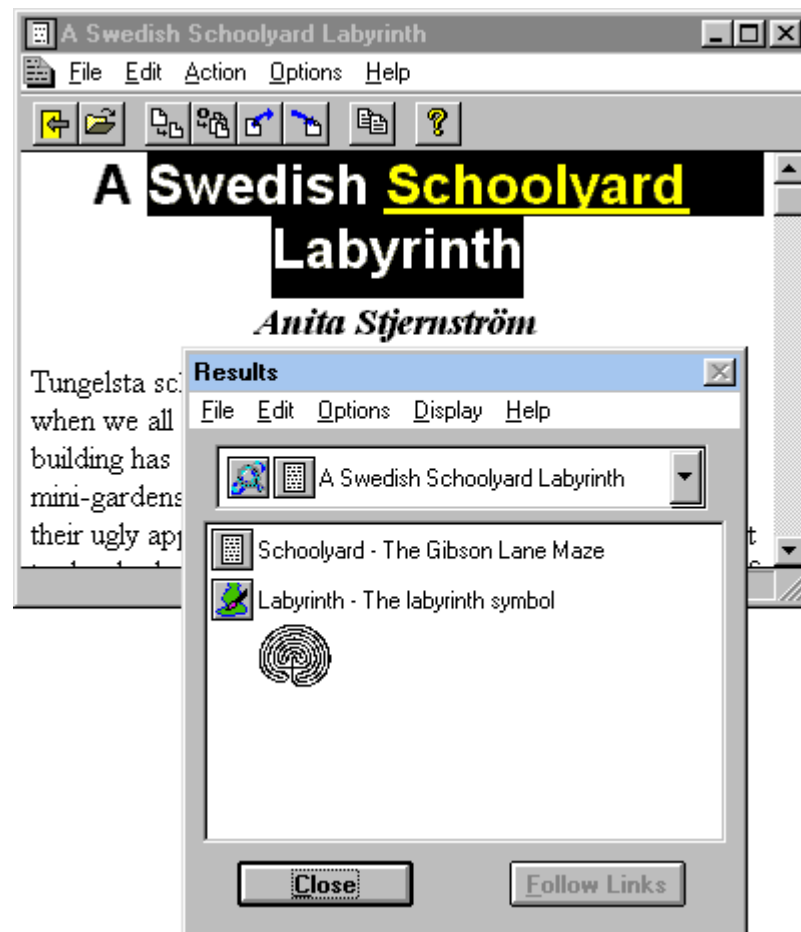 A Swedish Schoolyard Labyrinth
File Edit Action Options Help
A Swedish Schoolyard
Labyrinth
Anita Stjernström
Tungelsta
when we all
building has
mini-gardens
their ugly
Results
File Edit Options Display Help
A Swedish Schoolyard Labyrinth
Schoolyard - The Gibson Lane Maze
Labyrinth - The labyrinth symbol
Close Follow Links